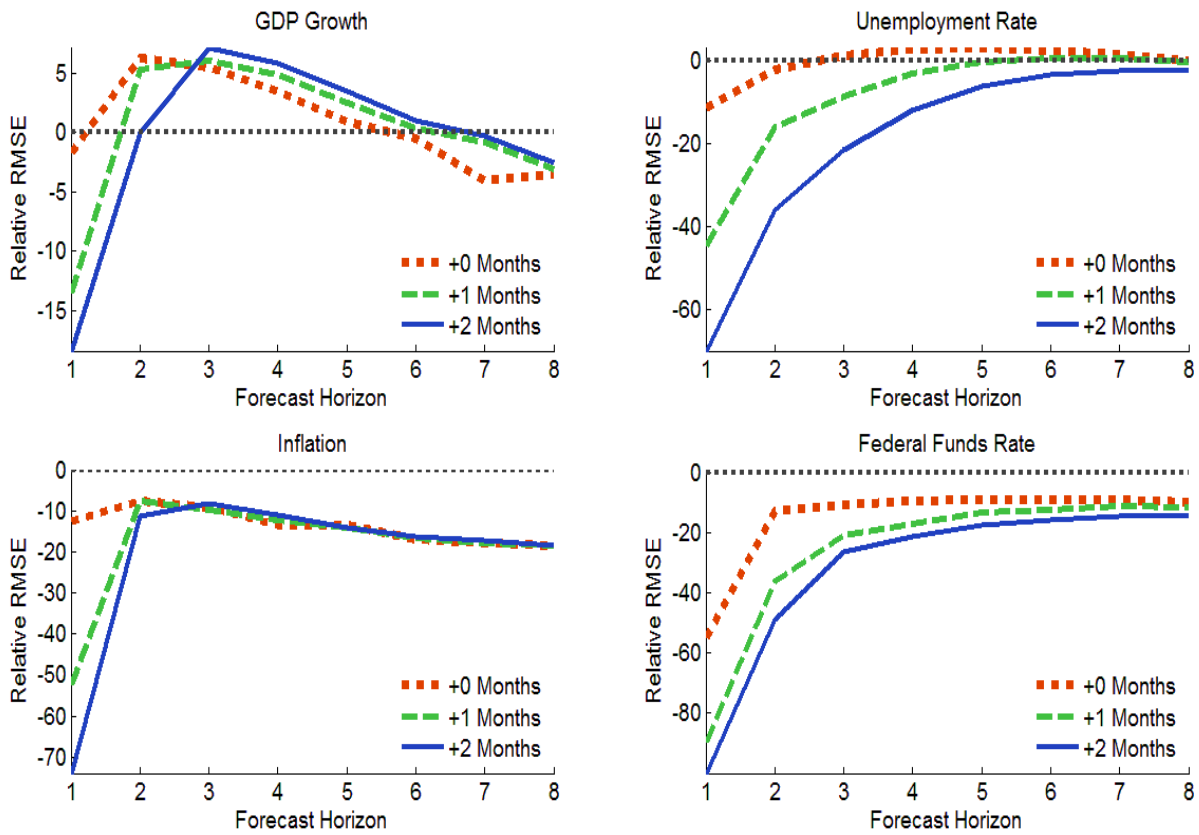 GDP Growth
Relative RMSE
5
0
-5
-10
-15
+0 Months
+1 Months
+2 Months
1 2 3 4 5 6 7 8
Forecast Horizon
Unemployment Rate
Relative RMSE
0
-20
-40
-60
+0 Months
+1 Months
+2 Months
1 2 3 4 5 6 7 8
Forecast Horizon
Inflation
Relative RMSE
0
-10
-20
-30
-40
-50
-60
-70
+0 Months
+1 Months
+2 Months
1 2 3 4 5 6 7 8
Forecast Horizon
Federal Funds Rate
Relative RMSE
0
-20
-40
-60
-80
+0 Months
+1 Months
+2 Months
1 2 3 4 5 6 7 8
Forecast Horizon